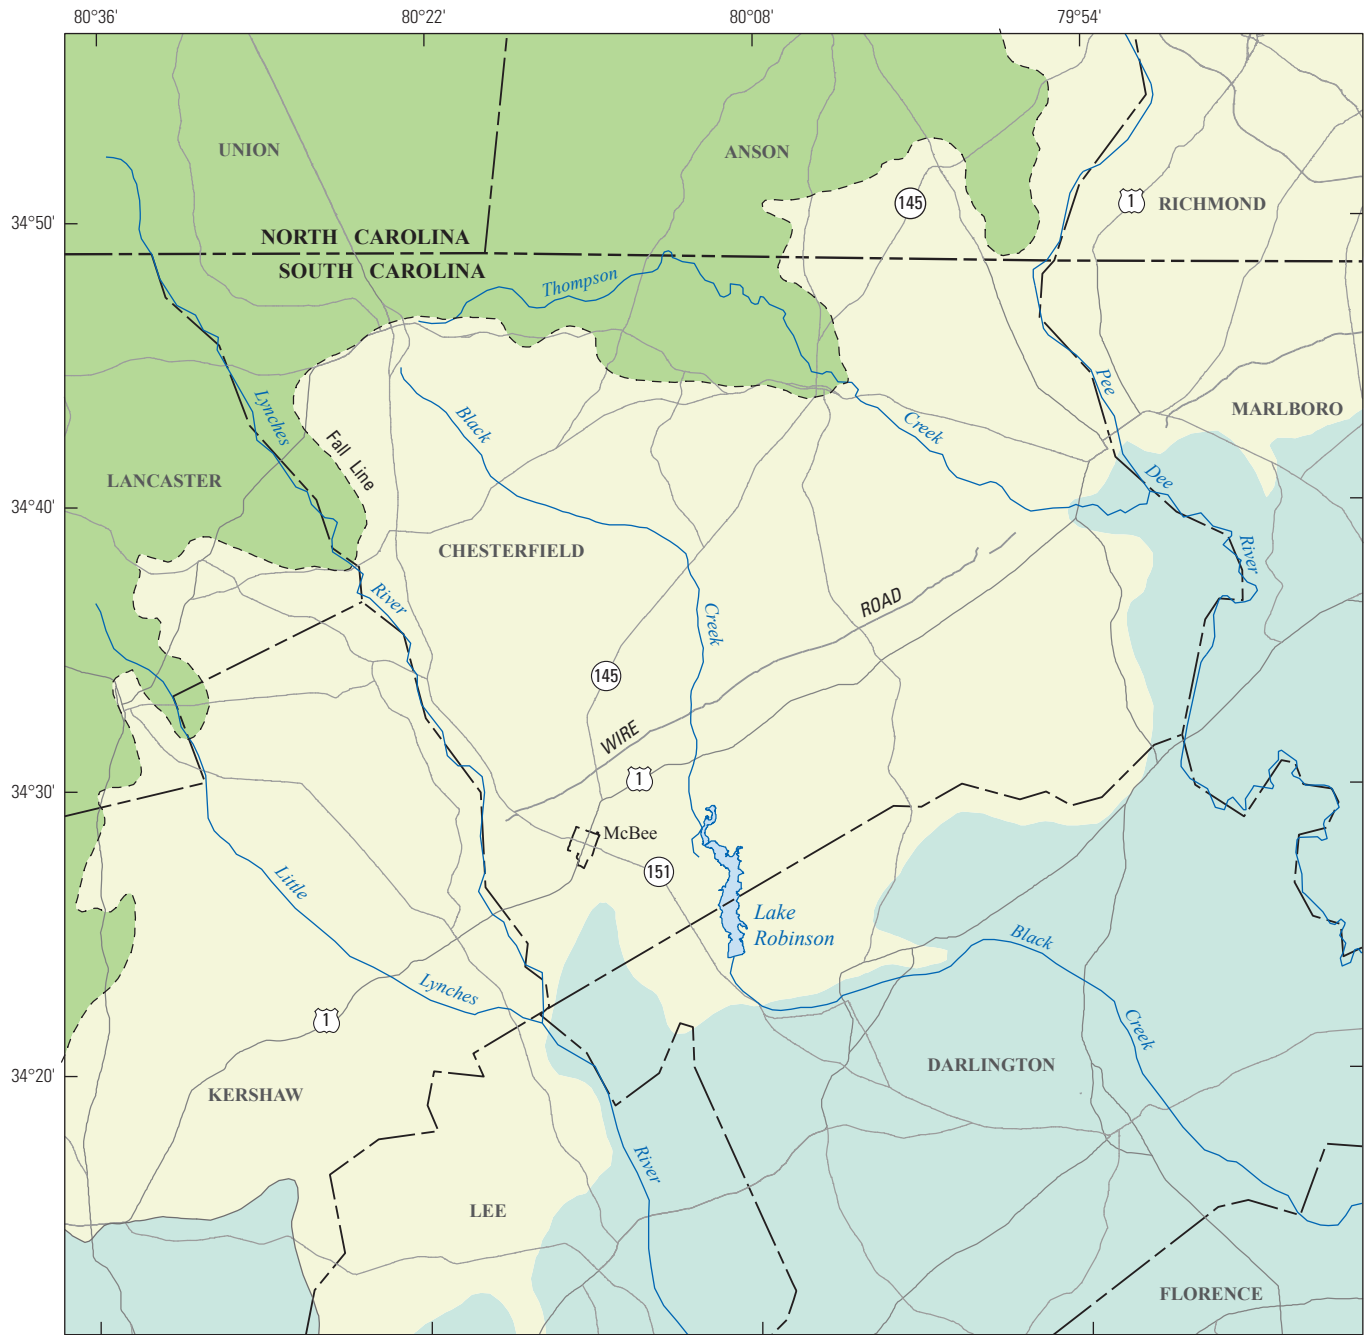 80°36'
80°22'
80°08'
79°54'
UNION
ANSON
1
RICHMOND
145
34°50'
NORTH CAROLINA
SOUTH CAROLINA
Thompson
Pee
MARLBORO
Lynches
Black
Creek
Fall Line
LANCASTER
Dee
34°40'
CHESTERFIELD
River
River
ROAD
Creek
145
WIRE
1
34°30'
McBee
151
Little
Lake
Robinson
Black
Lynches
1
Creek
34°20'
DARLINGTON
KERSHAW
River
LEE
FLORENCE